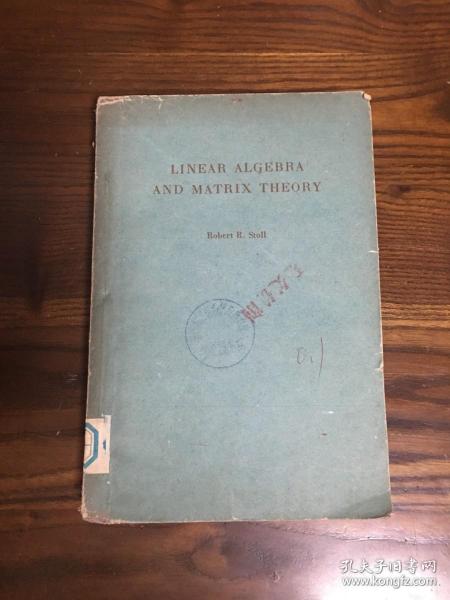 LINEAR ALGEBRA
AND MATRIX THEORY
Robert R. Stoll
孔夫子旧书网
www.kongfz.com